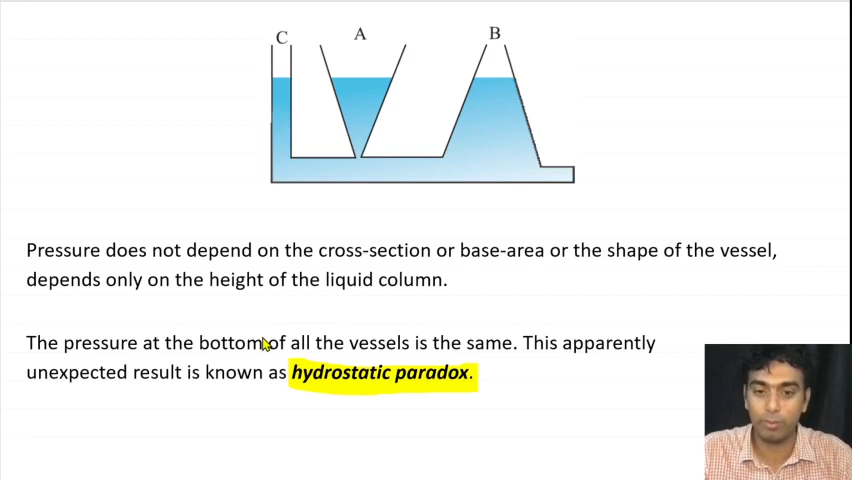 C A B
Pressure does not depend on the cross-section or base-area or the shape of the vessel,
depends only on the height of the liquid column.
The pressure at the bottom of all the vessels is the same. This apparently
unexpected result is known as hydrostatic paradox.